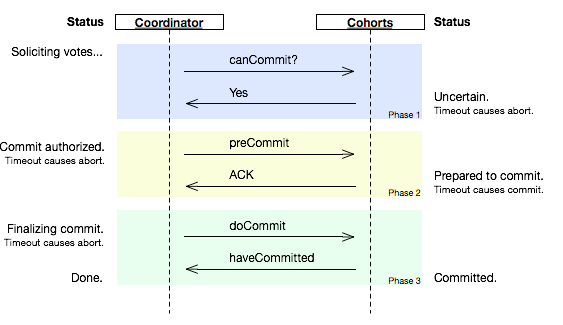 Status
Coordinator
Cohorts
Status
Soliciting votes...
canCommit?
Yes
Uncertain.
Timeout causes abort.
Phase 1
Commit authorized.
Timeout causes abort.
preCommit
ACK
Prepared to commit.
Timeout causes commit.
Phase 2
Finalizing commit.
Timeout causes abort.
doCommit
haveCommitted
Done.
Phase 3
Committed.